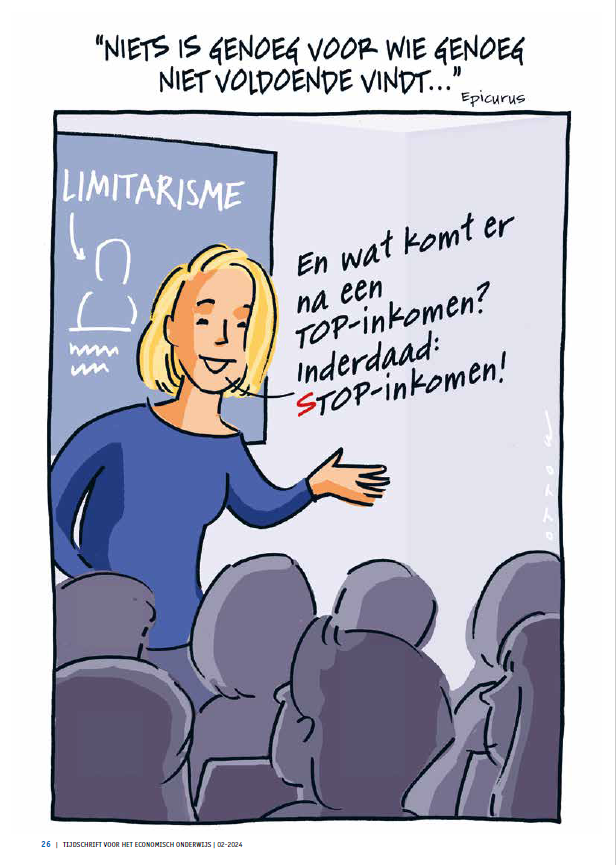 "NIETS IS GENOEG VOOR WIE GENOEG
NIET VOLDOENDE VINDT..."
Epicurus
LIMITARISME
En wat komt er
na een
TOP-inkomen?
Inderdaad:
STOP-inkomen!
26 | TIJDSCHRIFT VOOR HET ECONOMISCH ONDERWIJS | 02-2024